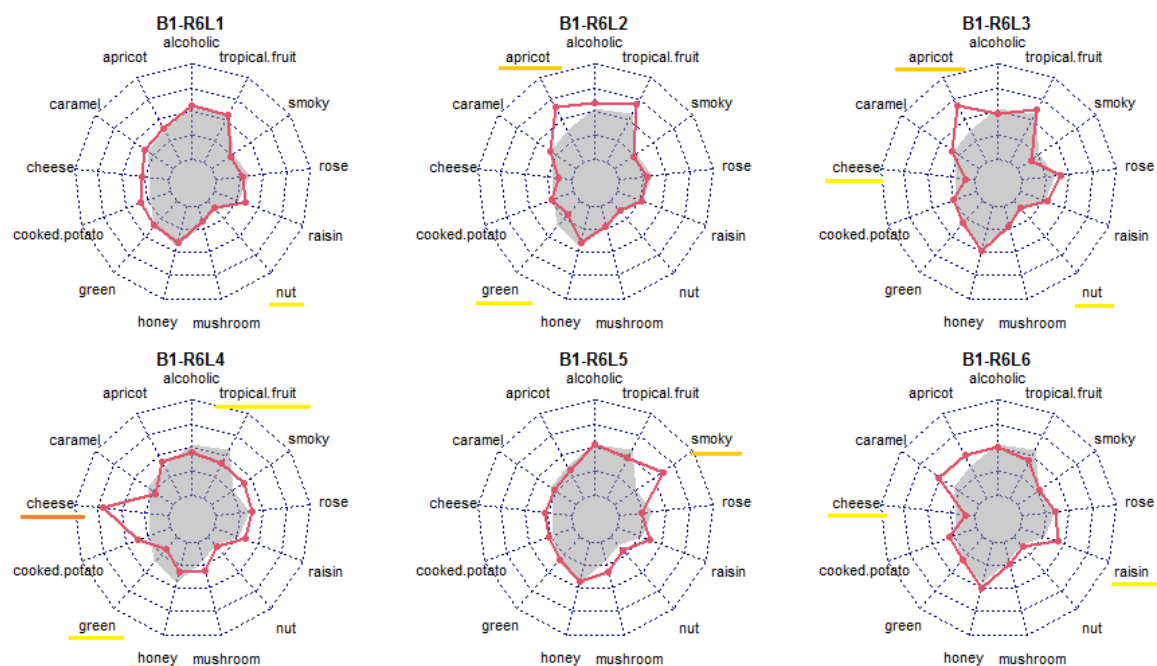 B1-R6L1
alcoholic
apricot tropical.fruit
caramel smoky
cheese rose
cooked.potato raisin
green nut
honey mushroom
B1-R6L2
alcoholic
apricot tropical.fruit
caramel smoky
cheese rose
cooked.potato raisin
green nut
honey mushroom
B1-R6L3
alcoholic
apricot tropical.fruit
caramel smoky
cheese rose
cooked.potato raisin
green nut
honey mushroom
B1-R6L4
alcoholic
apricot tropical.fruit
caramel smoky
cheese rose
cooked.potato raisin
green nut
honey mushroom
B1-R6L5
alcoholic
apricot tropical.fruit
caramel smoky
cheese rose
cooked.potato raisin
green nut
honey mushroom
B1-R6L6
alcoholic
apricot tropical.fruit
caramel smoky
cheese rose
cooked.potato raisin
green nut
honey mushroom